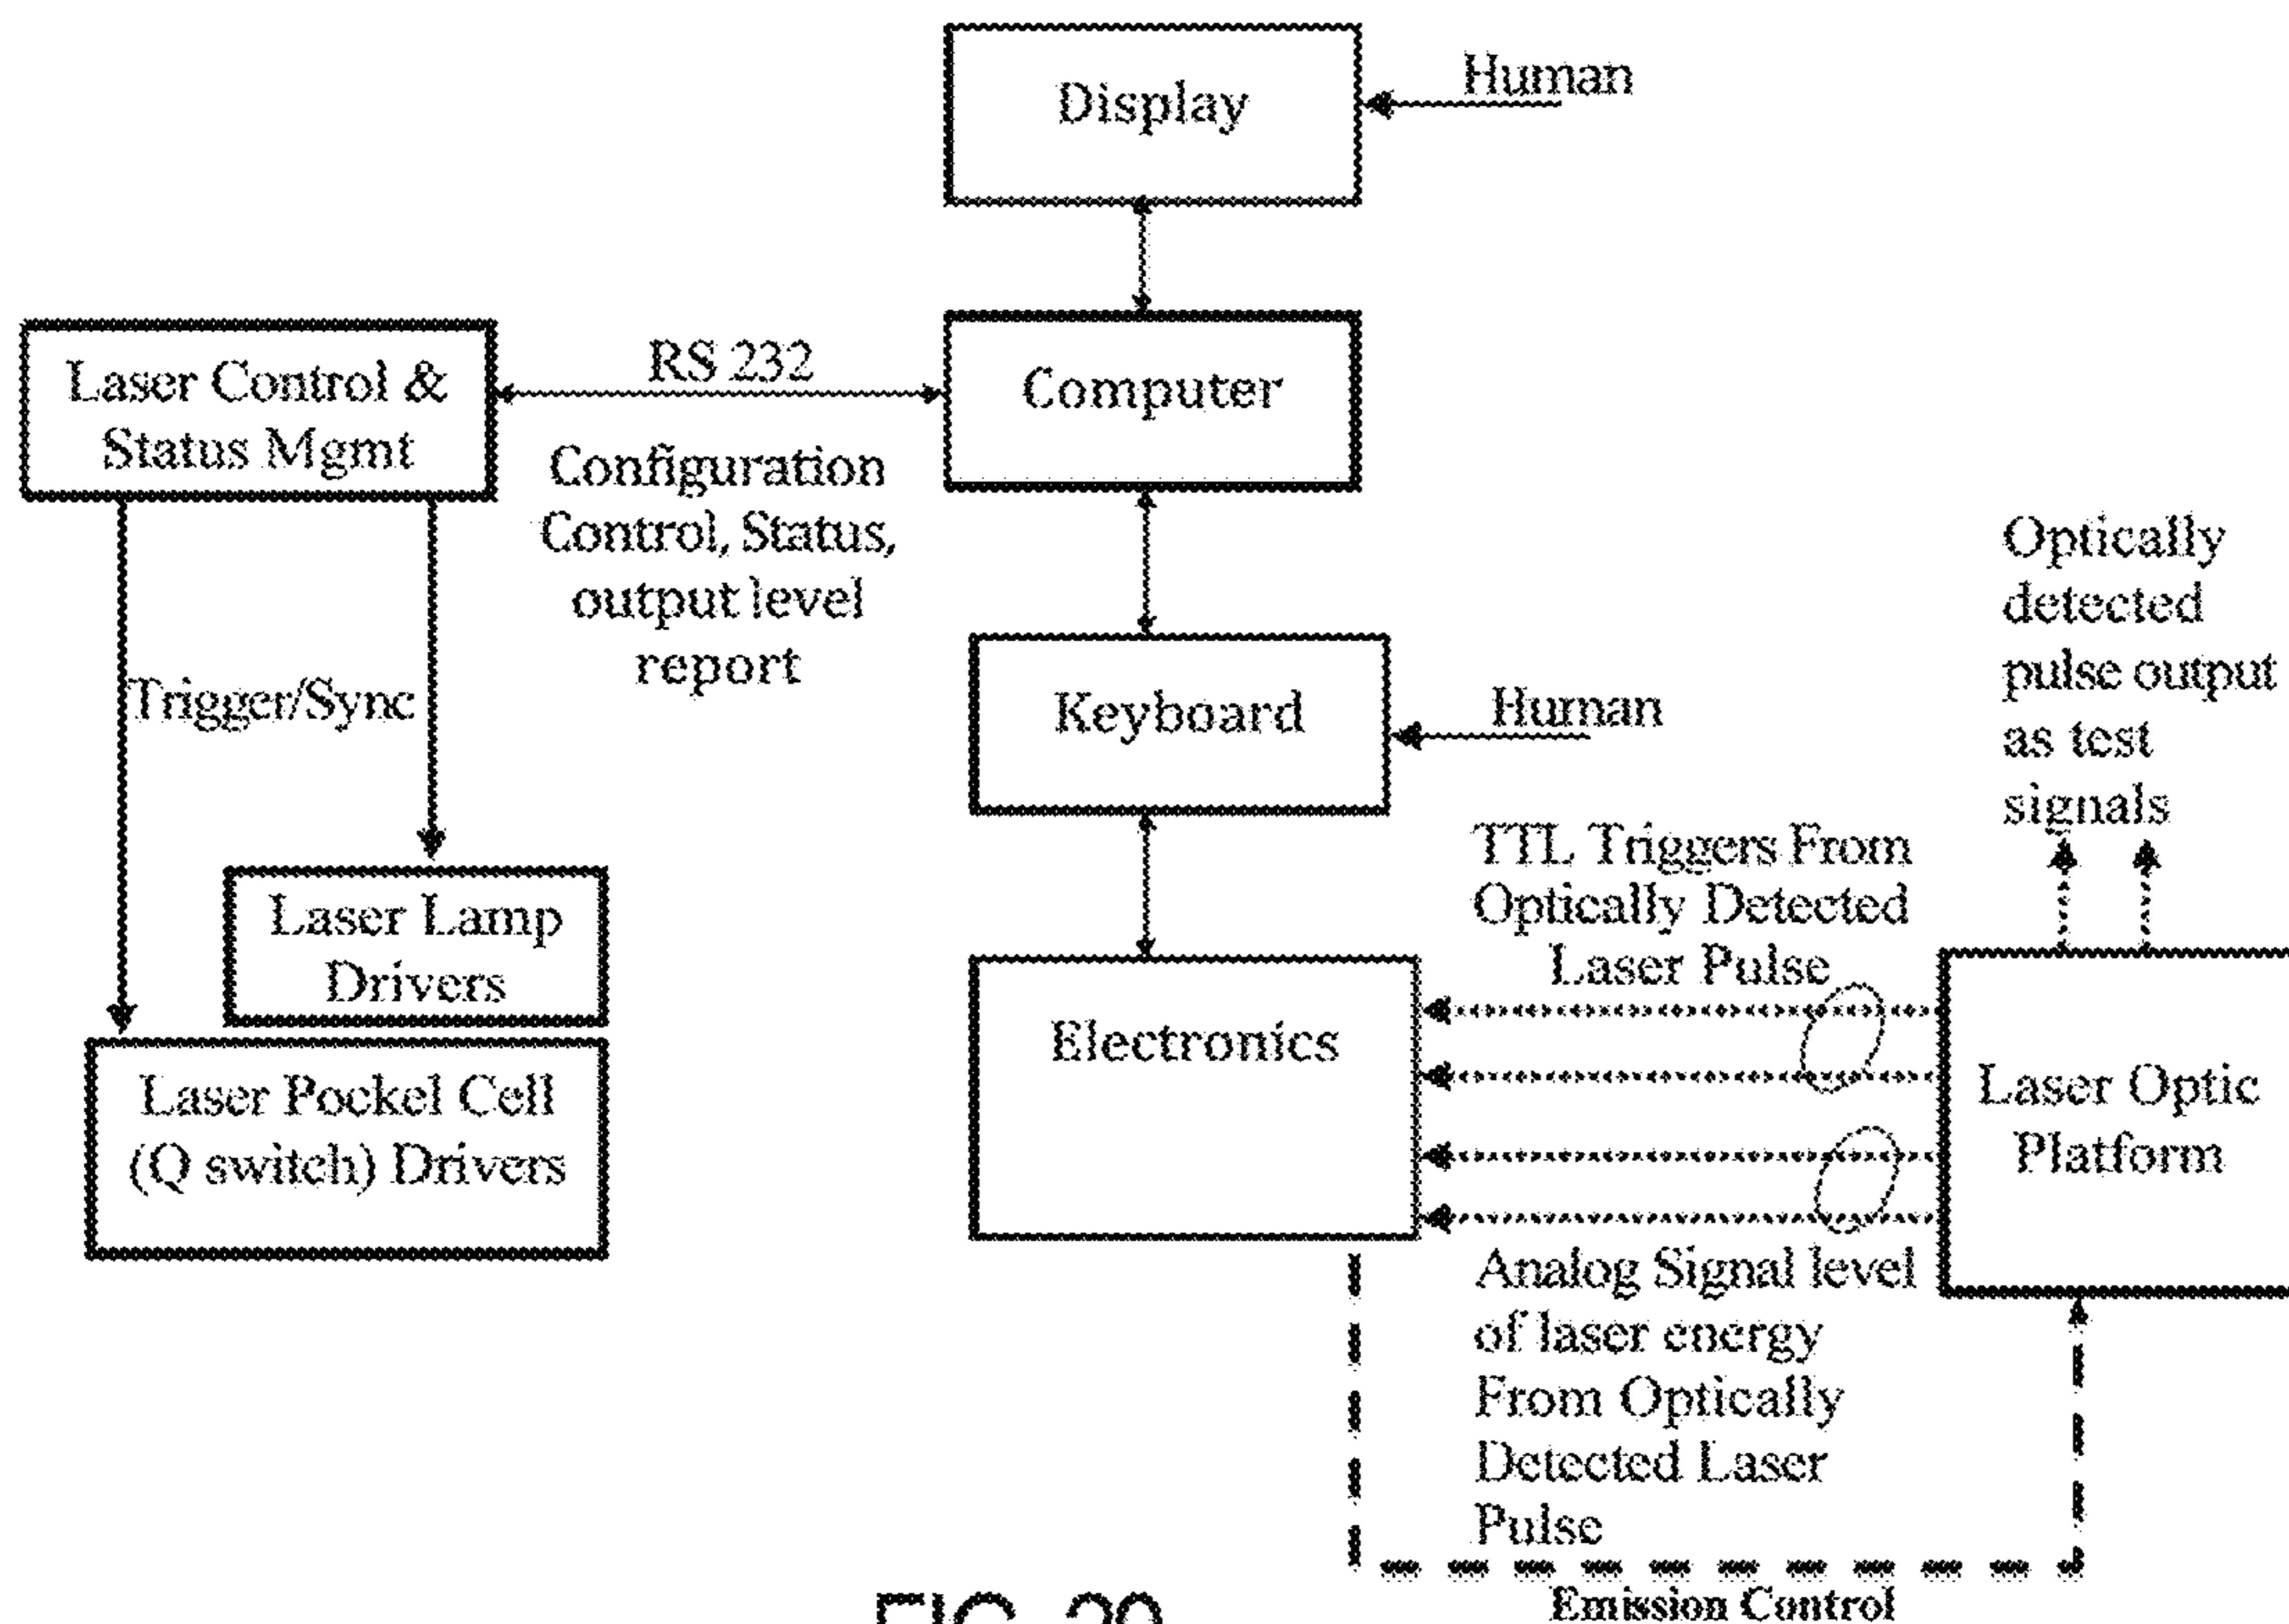 Display
Human
Laser Control &
Status Mgmt
RS 232
Computer
Configuration
Control, Status,
output level
report
Trigger/Sync
Keyboard
Human
Optically
detected
pulse output
as test
signals
Laser Lamp
Drivers
TTL Triggers From
Optically Detected
Laser Pulse
Laser Pockel Cell
(Q switch) Drivers
Electronics
Laser Optic
Platform
Analog Signal level
of laser energy
From Optically
Detected Laser
Pulse
Emission Control
FIG. 29